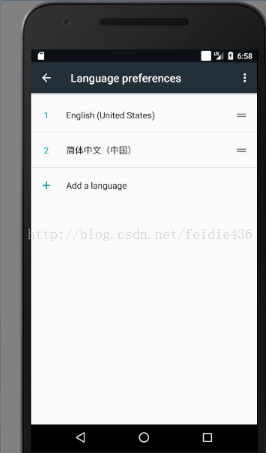 6:58
Language preferences
1 English (United States)
2 简体中文（中国）
+ Add a language
http://blog.csdn.net/feidie436